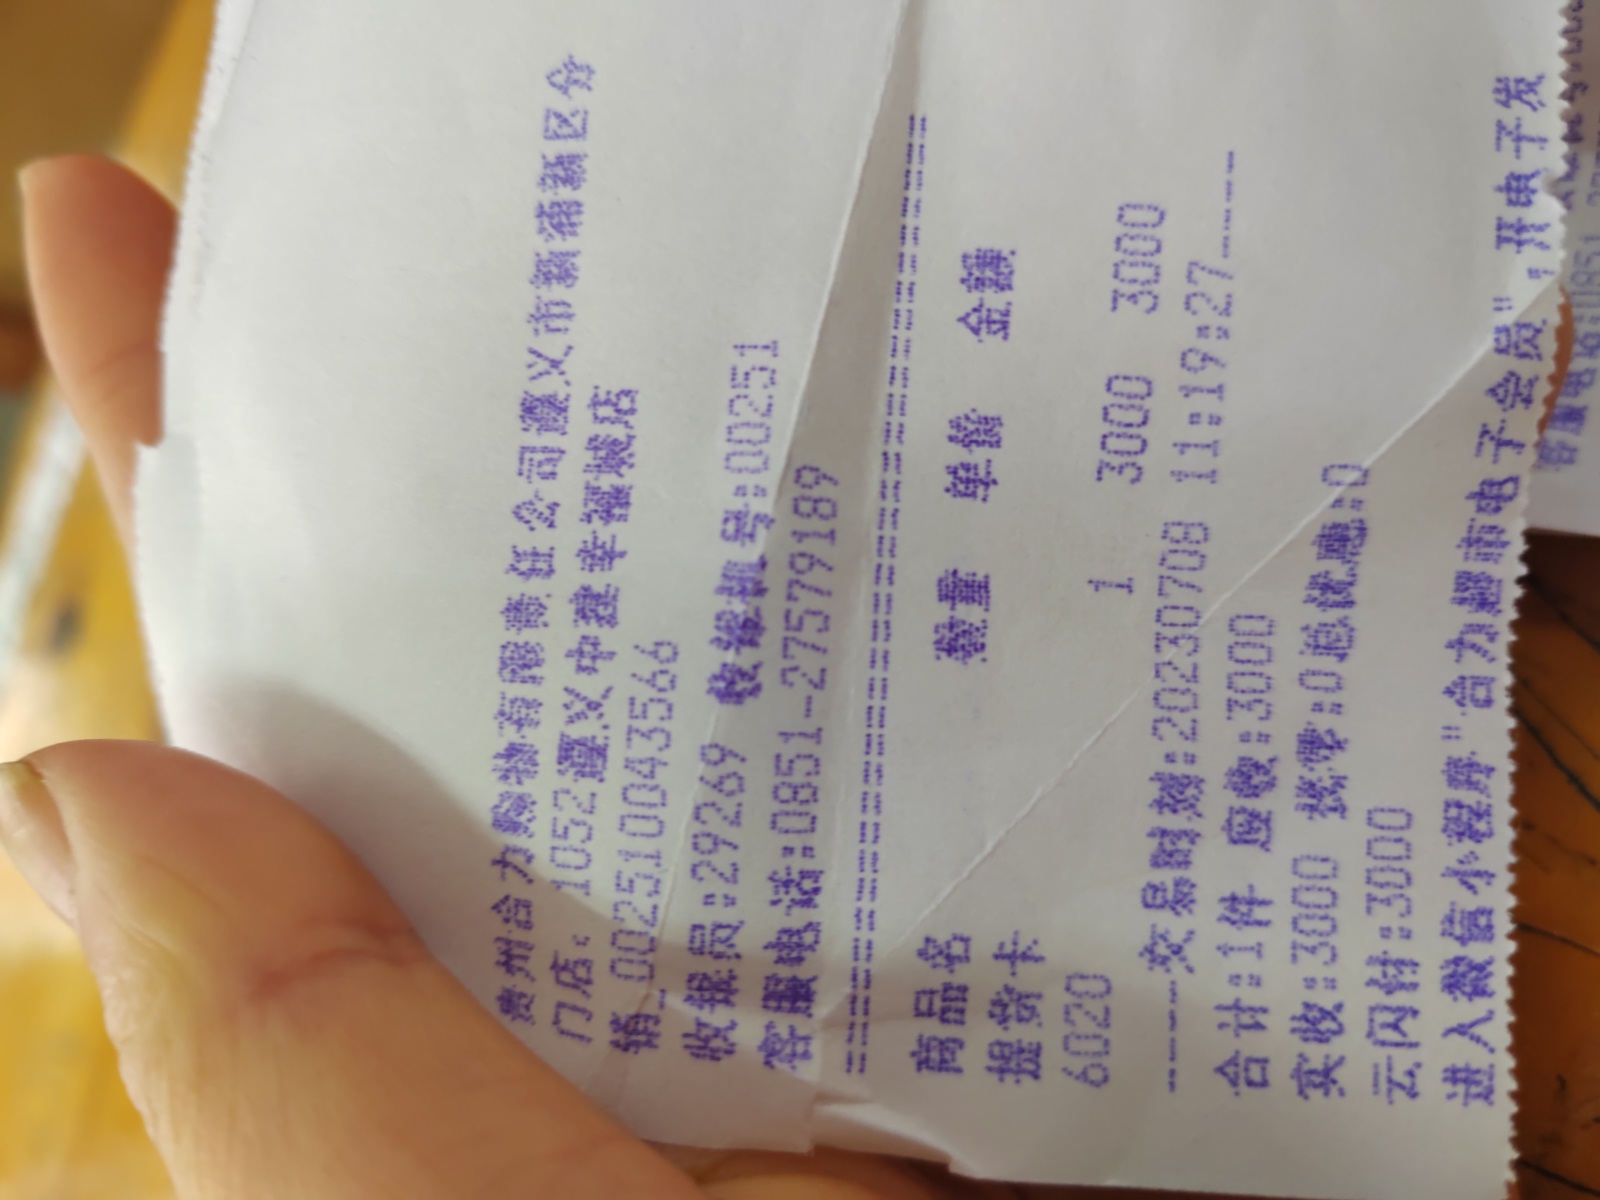 贵州合力购物有限责任公司遵义市新蒲新区分
门店:1052遵义中建幸福城店
销_002510043566
收银员:29269 收银机号:00251
客服电话:0851-27579189
==========================================
商品名 数量 单价 金额
提货卡
6020 1 3000 3000
------交易时刻:20230708 11:19:27------
合计:1件 应收:3000
实收:3000 找零:0总优惠:0
云闪付:3000
进入微信小程序"合力超市电子会员",开电子发